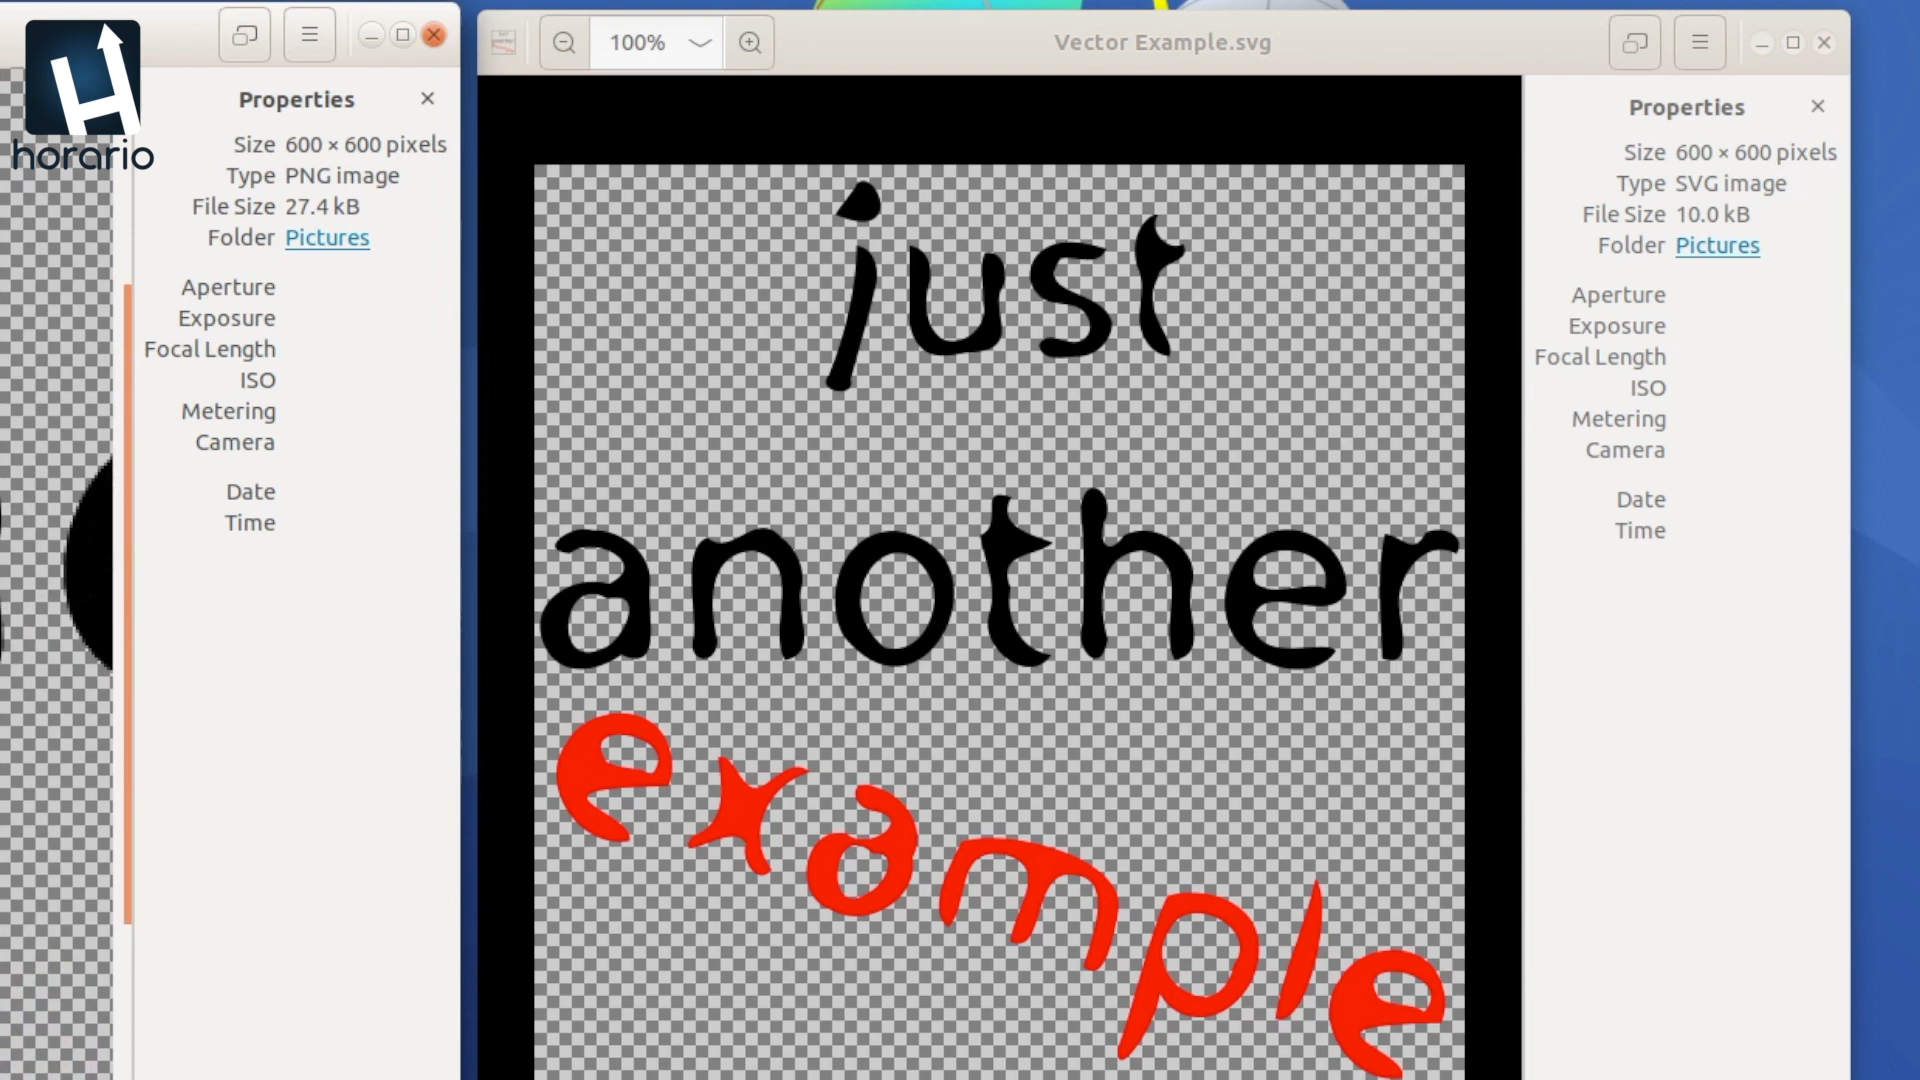 horario
Properties
Size 600 × 600 pixels
Type PNG image
File Size 27.4 kB
Folder Pictures
Aperture
Exposure
Focal Length
ISO
Metering
Camera
Date
Time
100%
Vector Example.svg
just
another
example
Properties
Size 600 × 600 pixels
Type SVG image
File Size 10.0 kB
Folder Pictures
Aperture
Exposure
Focal Length
ISO
Metering
Camera
Date
Time